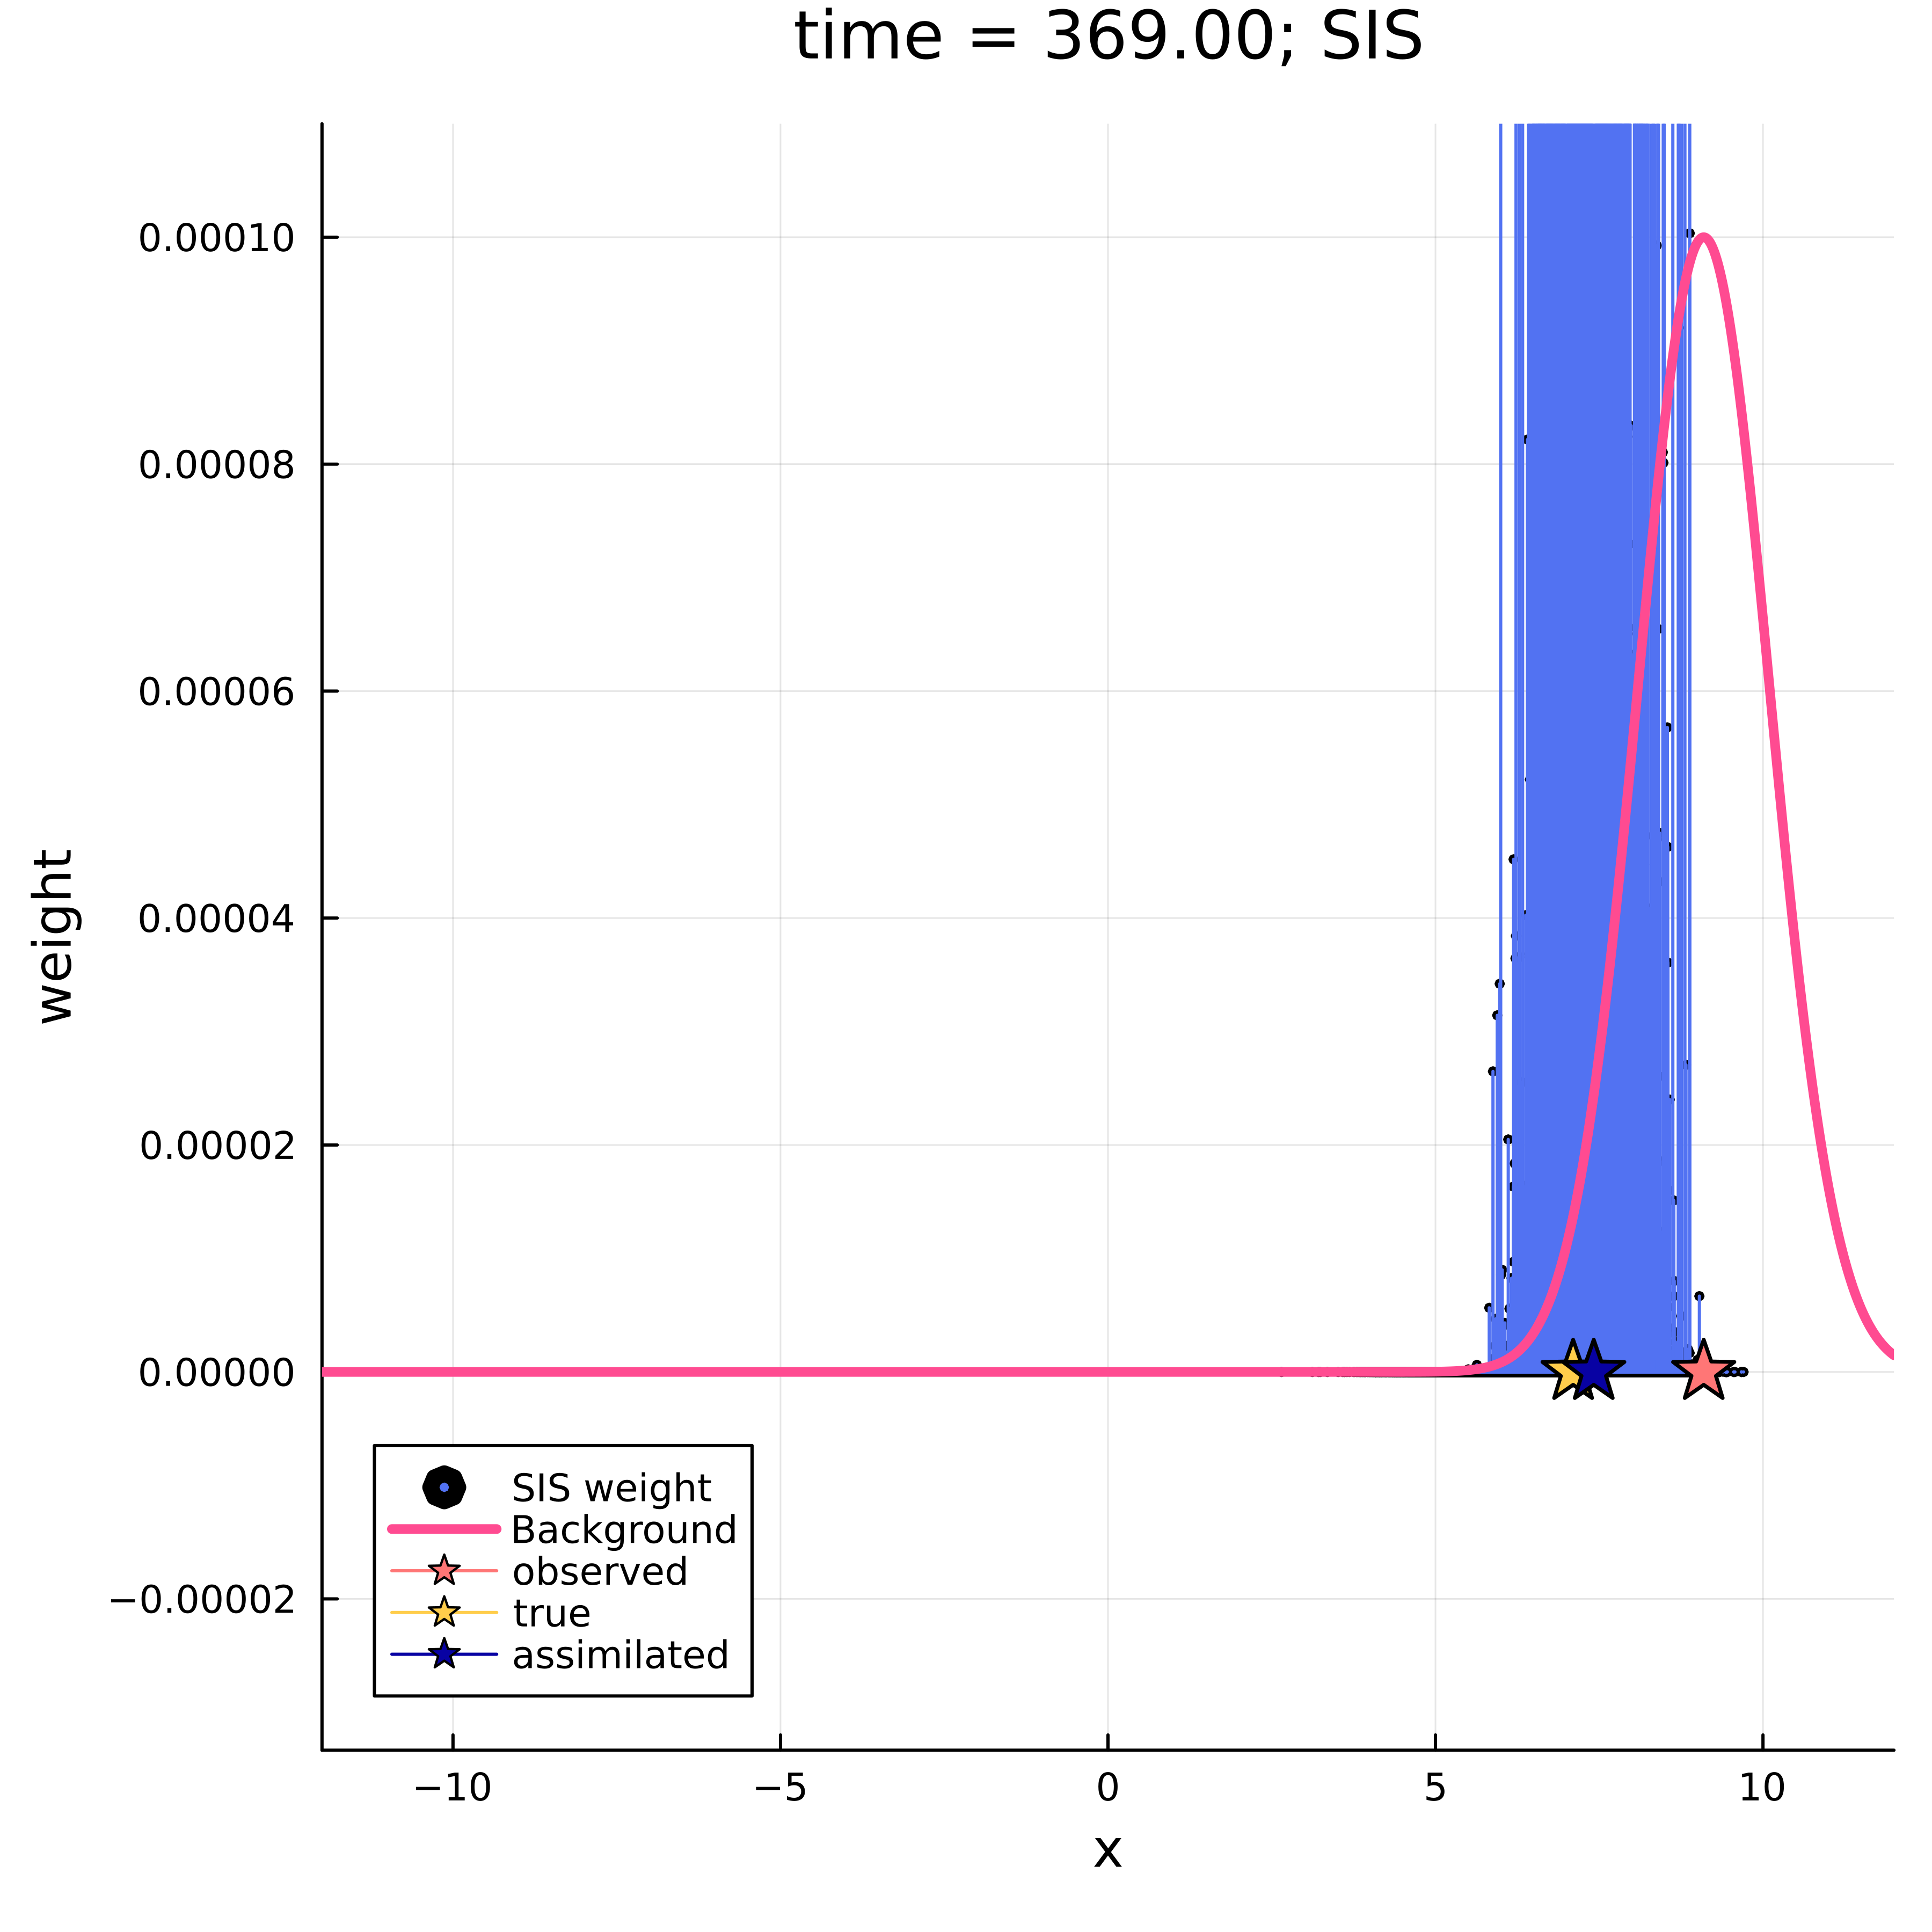 time = 369.00; SIS
weight
0.00010
0.00008
0.00006
0.00004
0.00002
0.00000
−0.00002
SIS weight
Background
observed
true
assimilated
−10 −5 0 5 10
x